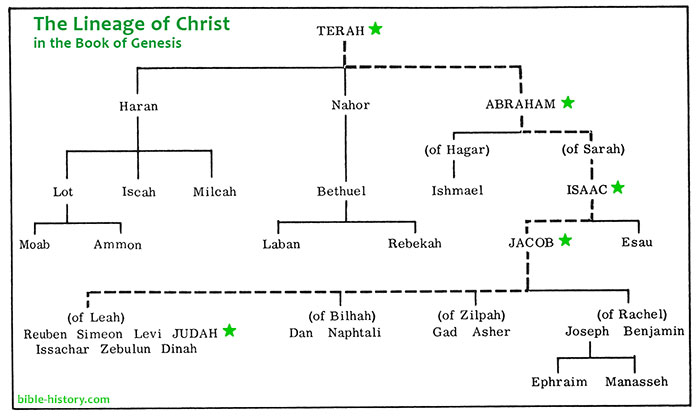 The Lineage of Christ
in the Book of Genesis
TERAH
Haran
Nahor
ABRAHAM
(of Hagar)
(of Sarah)
Lot
Iscah
Milcah
Bethuel
Ishmael
ISAAC
Moab
Ammon
Laban
Rebekah
JACOB
Esau
(of Leah)
Reuben Simeon Levi JUDAH
Issachar Zebulun Dinah
(of Bilhah)
Dan Naphtali
(of Zilpah)
Gad Asher
(of Rachel)
Joseph Benjamin
Ephraim
Manasseh
bible-history.com